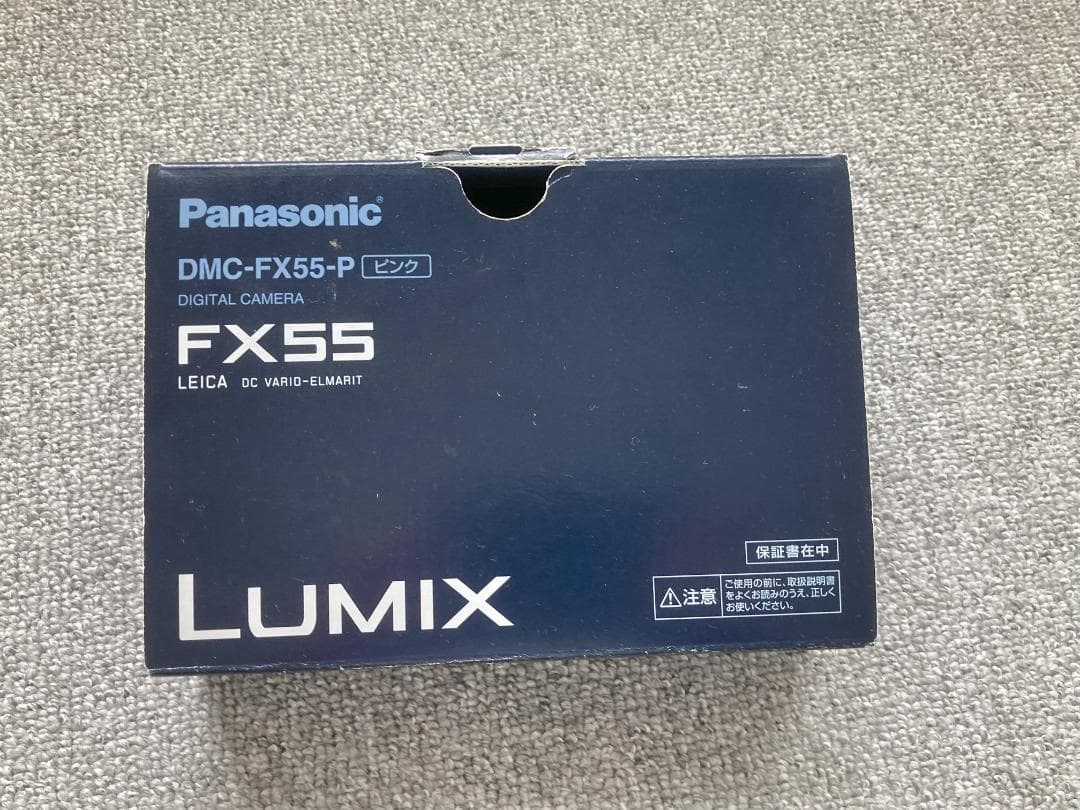 Panasonic®
DMC-FX55-P ピンク
DIGITAL CAMERA
FX55
LEICA DC VARIO-ELMARIT
LUMIX
保証書在中
⚠注意
ご使用の前に、取扱説明書
をよくお読みのうえ、正しく
お使いください。